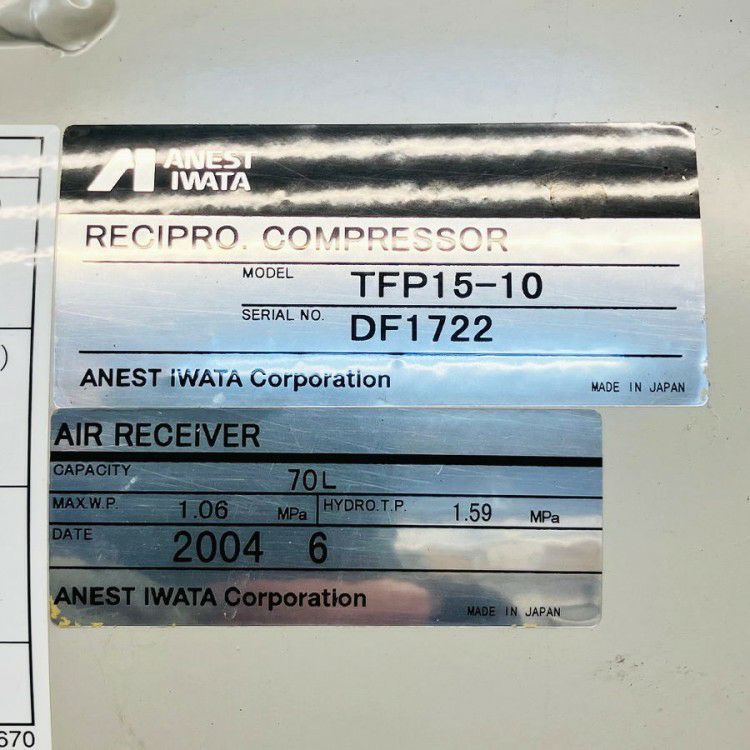 ANEST
IWATA
RECIPRO. COMPRESSOR
MODEL TFP15-10
SERIAL NO. DF1722
ANEST IWATA Corporation MADE IN JAPAN
AIR RECEIVER
CAPACITY 70L
MAX.W.P. 1.06 MPa HYDRO.T.P. 1.59 MPa
DATE 2004 6
ANEST IWATA Corporation MADE IN JAPAN
)
670